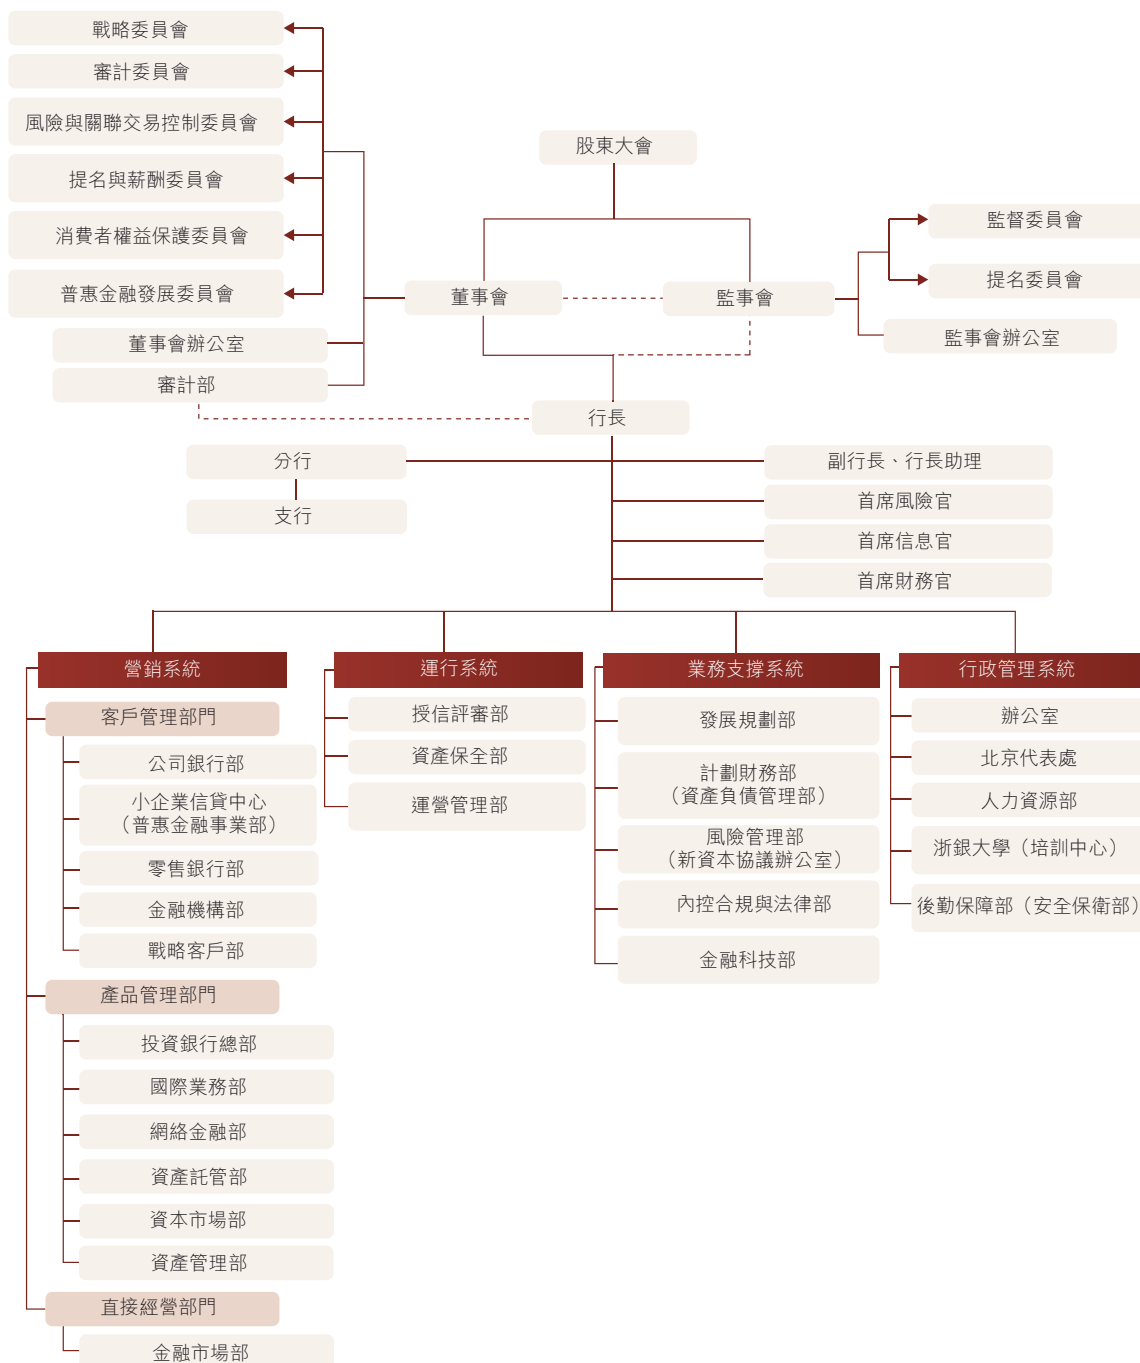 戰略委員會
審計委員會
風險與關聯交易控制委員會
提名與薪酬委員會
消費者權益保護委員會
普惠金融發展委員會
董事會辦公室
審計部
股東大會
董事會
監事會
監督委員會
提名委員會
監事會辦公室
行長
分行
支行
副行長、行長助理
首席風險官
首席信息官
首席財務官
營銷系統
客戶管理部門
公司銀行部
小企業信貸中心
（普惠金融事業部）
零售銀行部
金融機構部
戰略客戶部
產品管理部門
投資銀行總部
國際業務部
網絡金融部
資產託管部
資本市場部
資產管理部
直接經營部門
金融市場部
運行系統
授信評審部
資產保全部
運營管理部
業務支撐系統
發展規劃部
計劃財務部
（資產負債管理部）
風險管理部
（新資本協議辦公室）
內控合規與法律部
金融科技部
行政管理系統
辦公室
北京代表處
人力資源部
浙銀大學（培訓中心）
後勤保障部（安全保衛部）